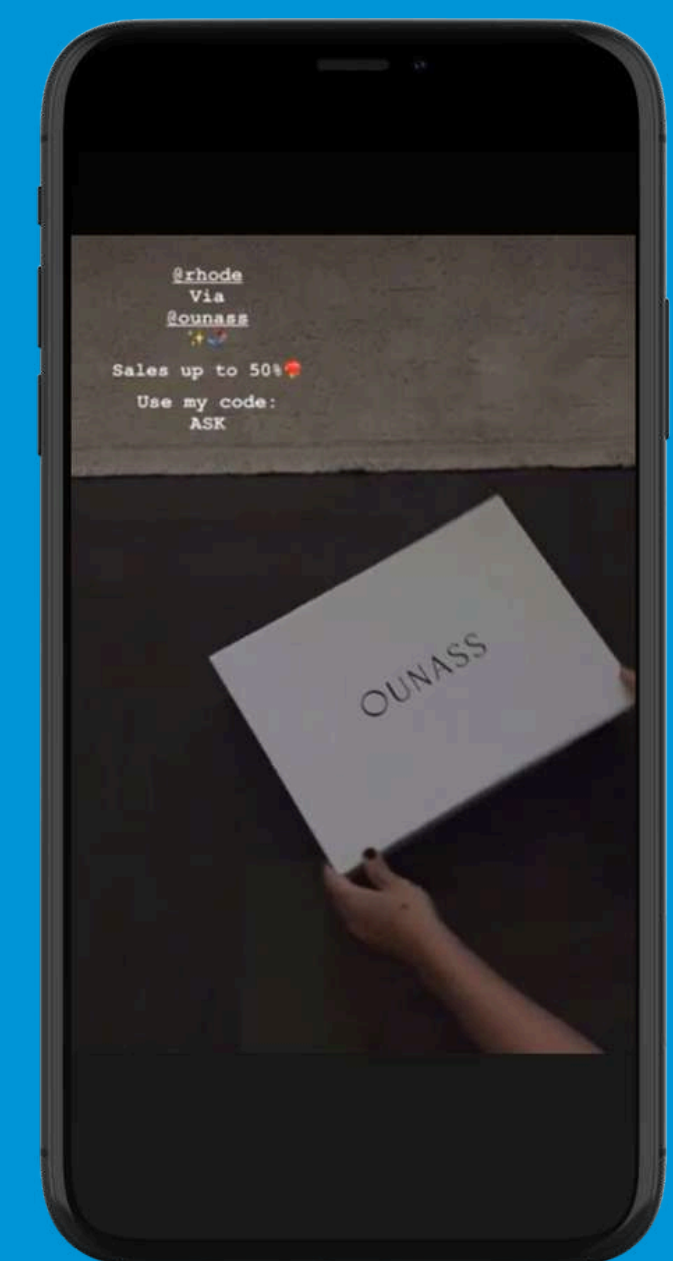 @rhode
Via
@ounass
✨
Sales up to 50%❤️‍🔥
Use my code:
ASK
OUNASS